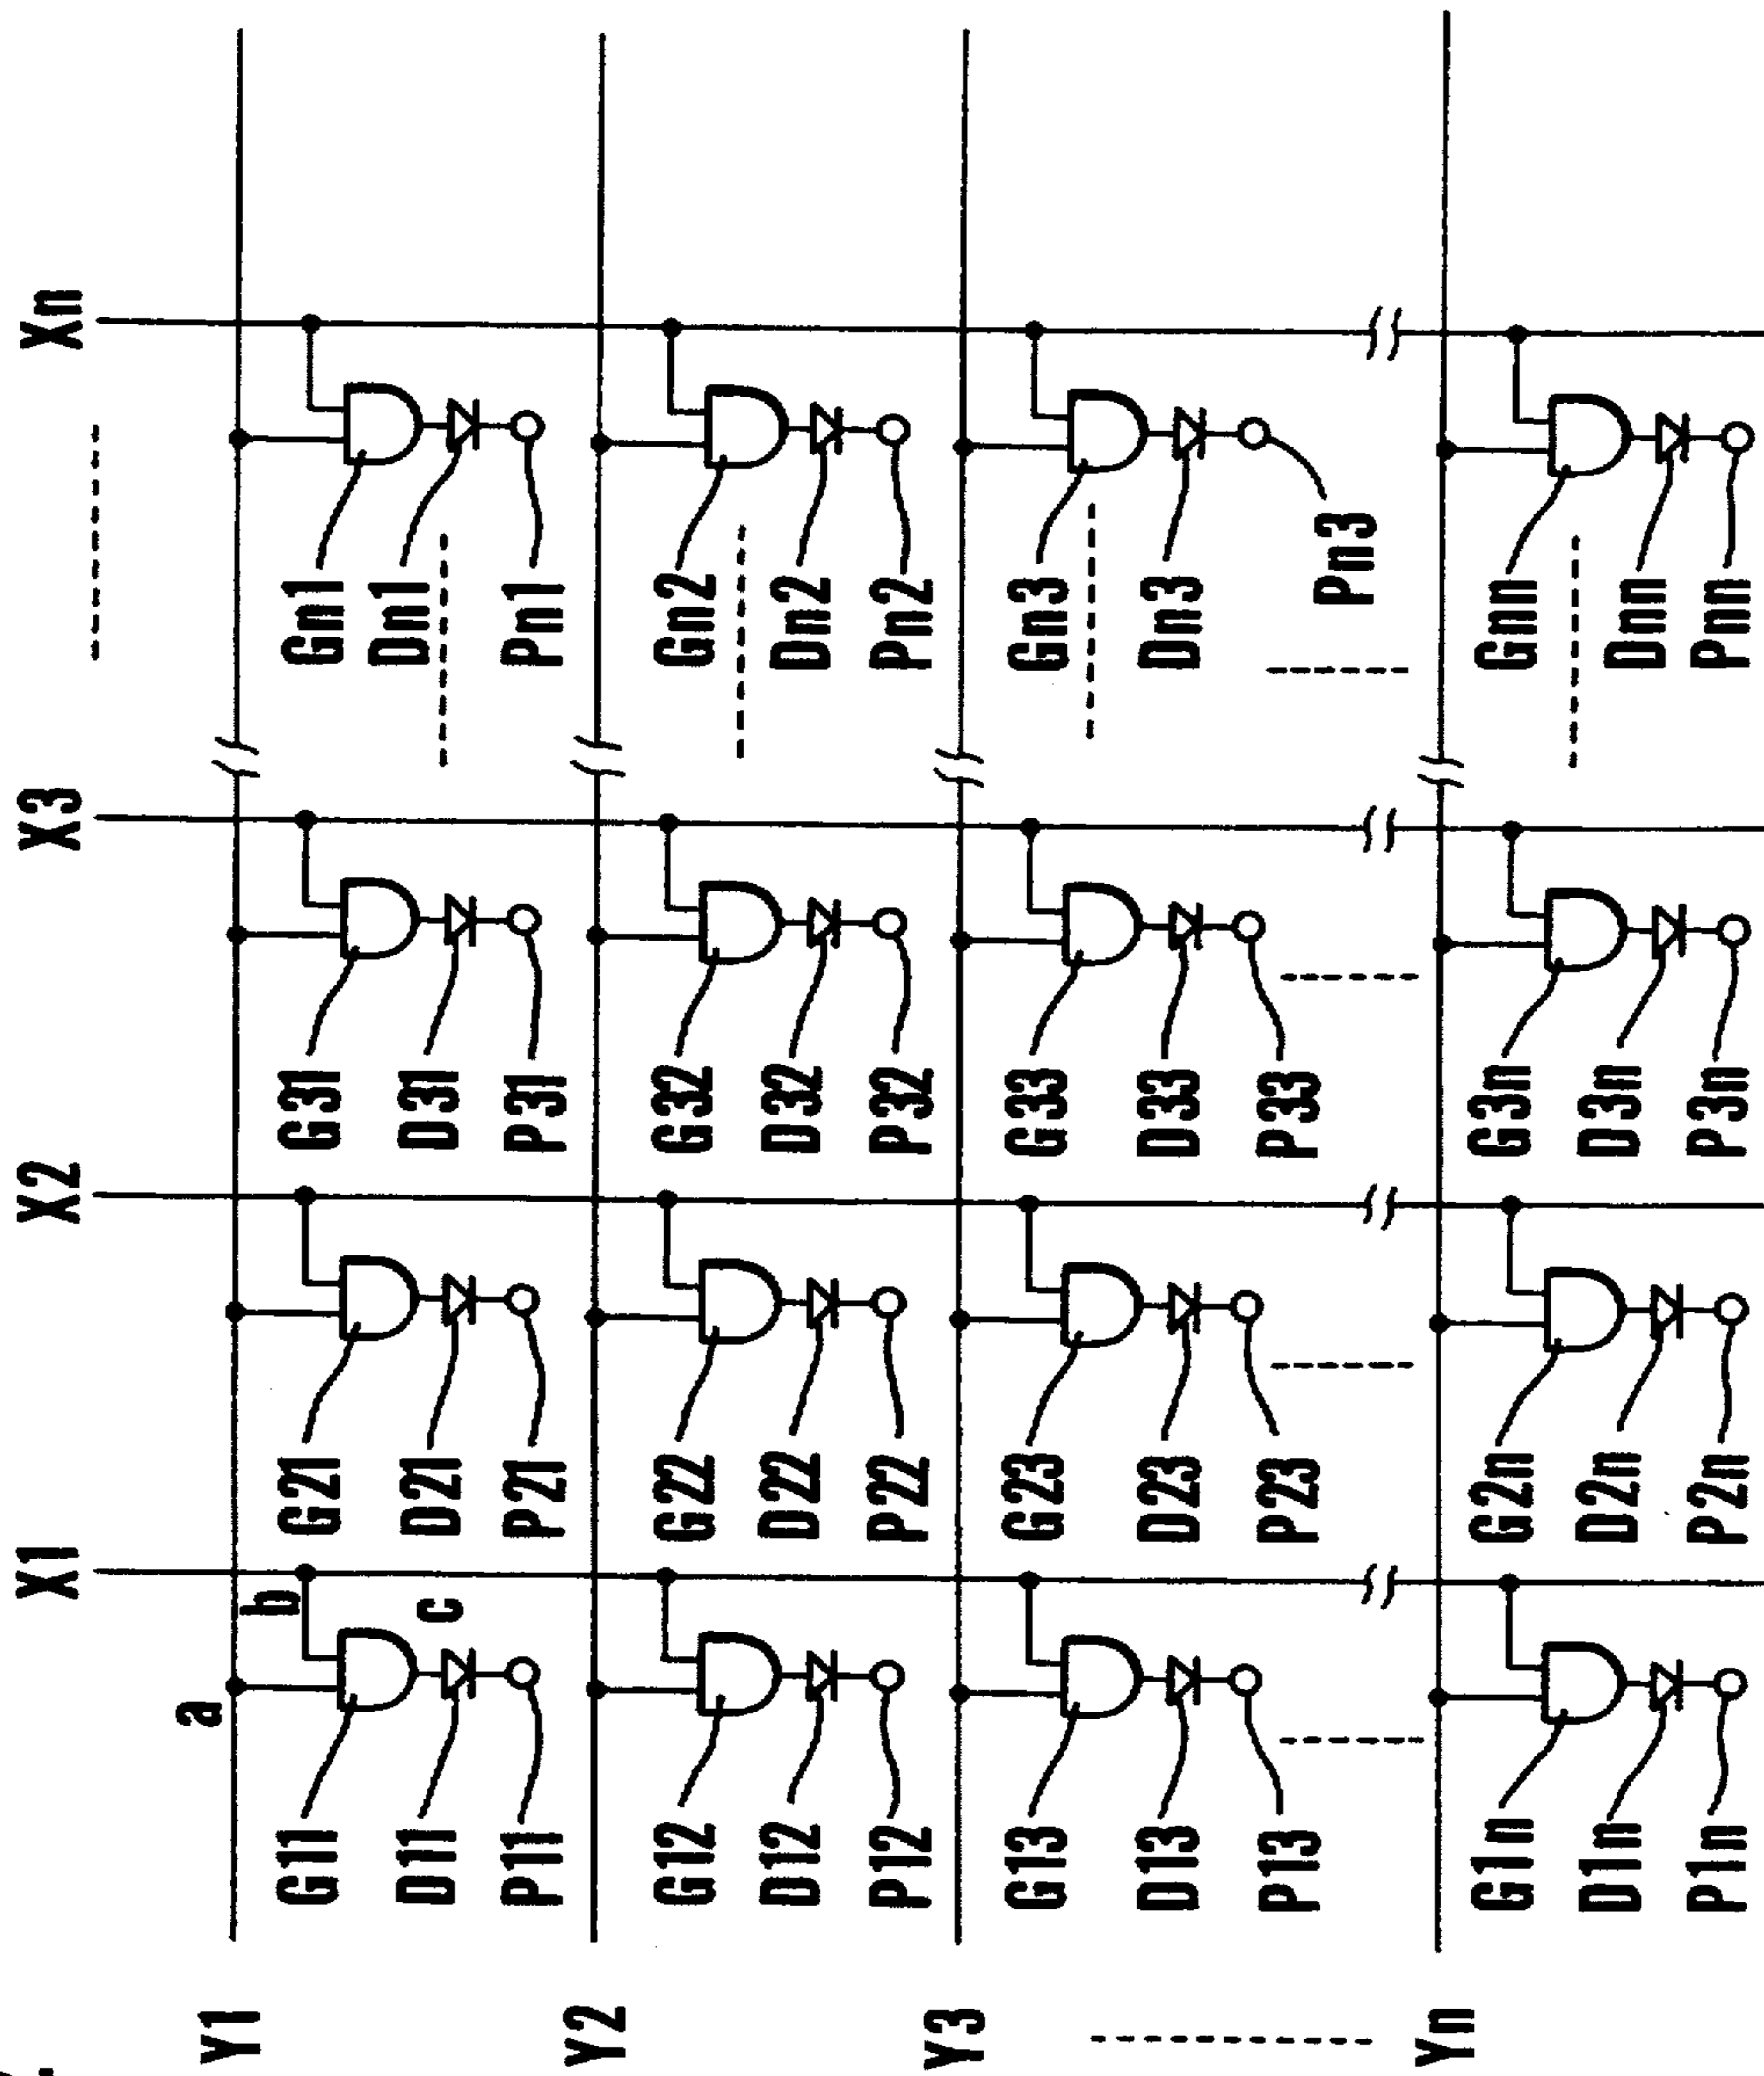 X1 X2 X3 Xn
a b
Y1
G11 G21 G31 Gn1
D11 c D21 D31 Dn1
P11 P21 P31 Pn1
Y2
G12 G22 G32 Gn2
D12 D22 D32 Dn2
P12 P22 P32 Pn2
Y3
G13 G23 G33 Gn3
D13 D23 D33 Dn3
P13 P23 P33 Pn3
Yn
G1n G2n G3n Gnn
D1n D2n D3n Dnn
P1n P2n P3n Pnn